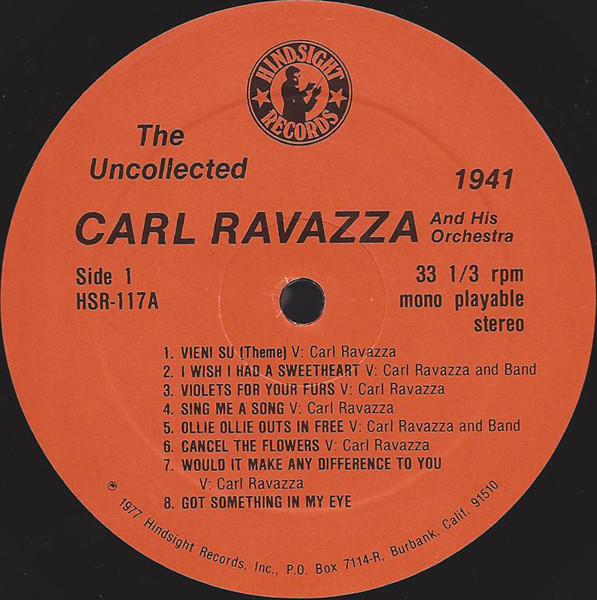 HINDSIGHT
RECORDS
The
Uncollected
1941
CARL RAVAZZA And His
Orchestra
Side 1
HSR-117A
33 1/3 rpm
mono playable
stereo
1. VIENI SU (Theme) V: Carl Ravazza
2. I WISH I HAD A SWEETHEART V: Carl Ravazza and Band
3. VIOLETS FOR YOUR FURS V: Carl Ravazza
4. SING ME A SONG V: Carl Ravazza
5. OLLIE OLLIE OUTS IN FREE V: Carl Ravazza and Band
6. CANCEL THE FLOWERS V: Carl Ravazza
7. WOULD IT MAKE ANY DIFFERENCE TO YOU
V: Carl Ravazza
8. GOT SOMETHING IN MY EYE
℗ 1977 Hindsight Records, Inc., P.O. Box 7114-R, Burbank, Calif. 91510